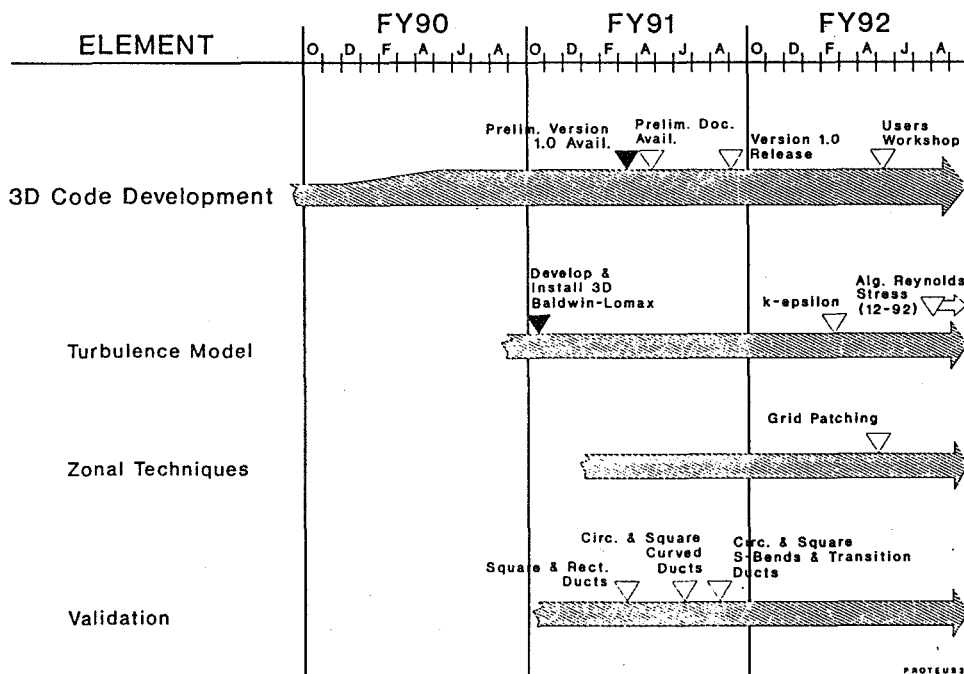 ELEMENT
FY90
FY91
FY92
O D F A J A
O D F A J A
O D F A J A
Prelim. Version
1.0 Avail.
Prelim. Doc.
Avail.
Version 1.0
Release
Users
Workshop
3D Code Development
Develop &
Install 3D
Baldwin-Lomax
k-epsilon
Alg. Reynolds
Stress
(12-92)
Turbulence Model
Grid Patching
Zonal Techniques
Square & Rect.
Ducts
Circ. & Square
Curved
Ducts
Circ. & Square
S-Bends & Transition
Ducts
Validation